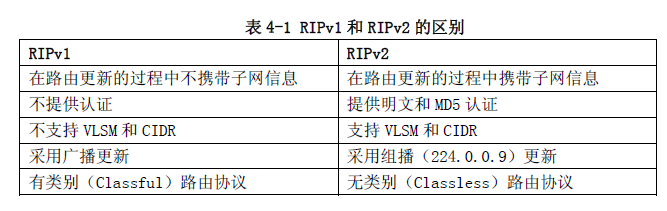 表 4-1 RIPv1 和 RIPv2 的区别
RIPv1 RIPv2
在路由更新的过程中不携带子网信息 在路由更新的过程中携带子网信息
不提供认证 提供明文和 MD5 认证
不支持 VLSM 和 CIDR 支持 VLSM 和 CIDR
采用广播更新 采用组播（224.0.0.9）更新
有类别（Classful）路由协议 无类别（Classless）路由协议